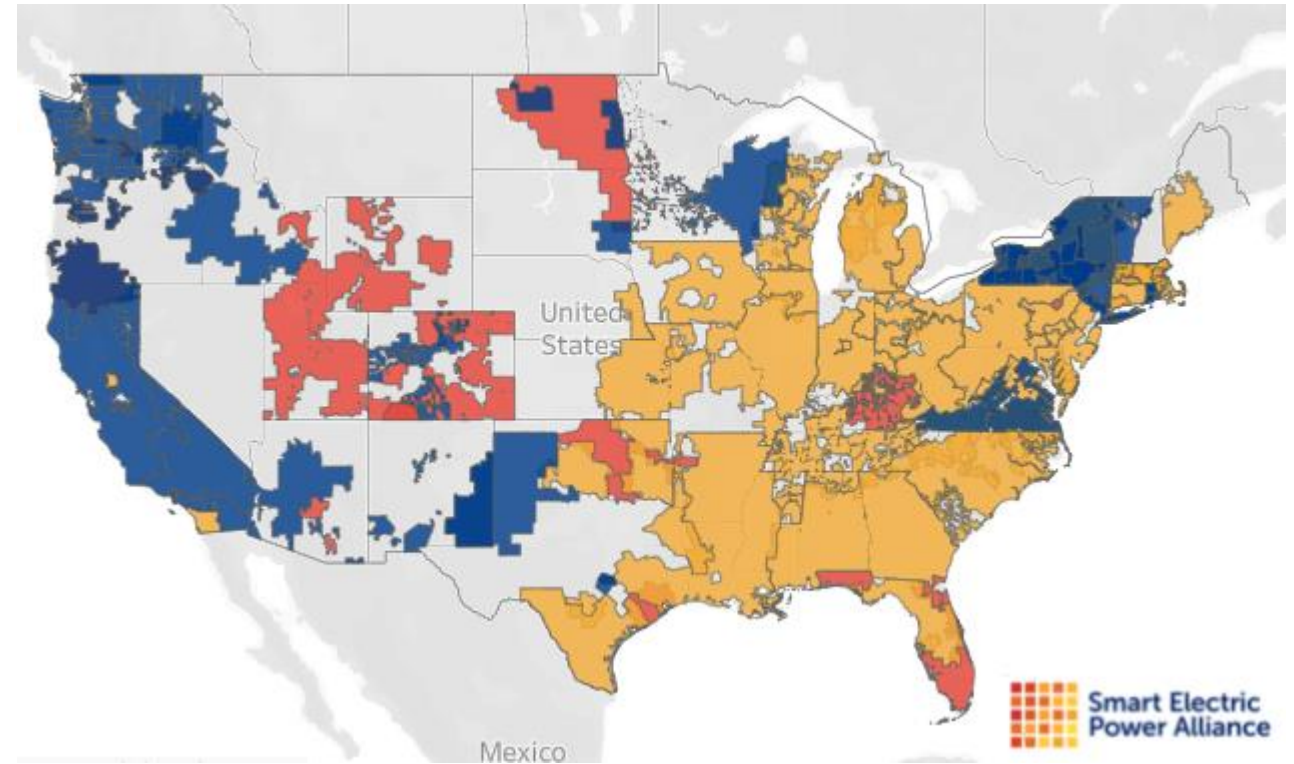 United
States
Smart Electric
Power Alliance
Mexico